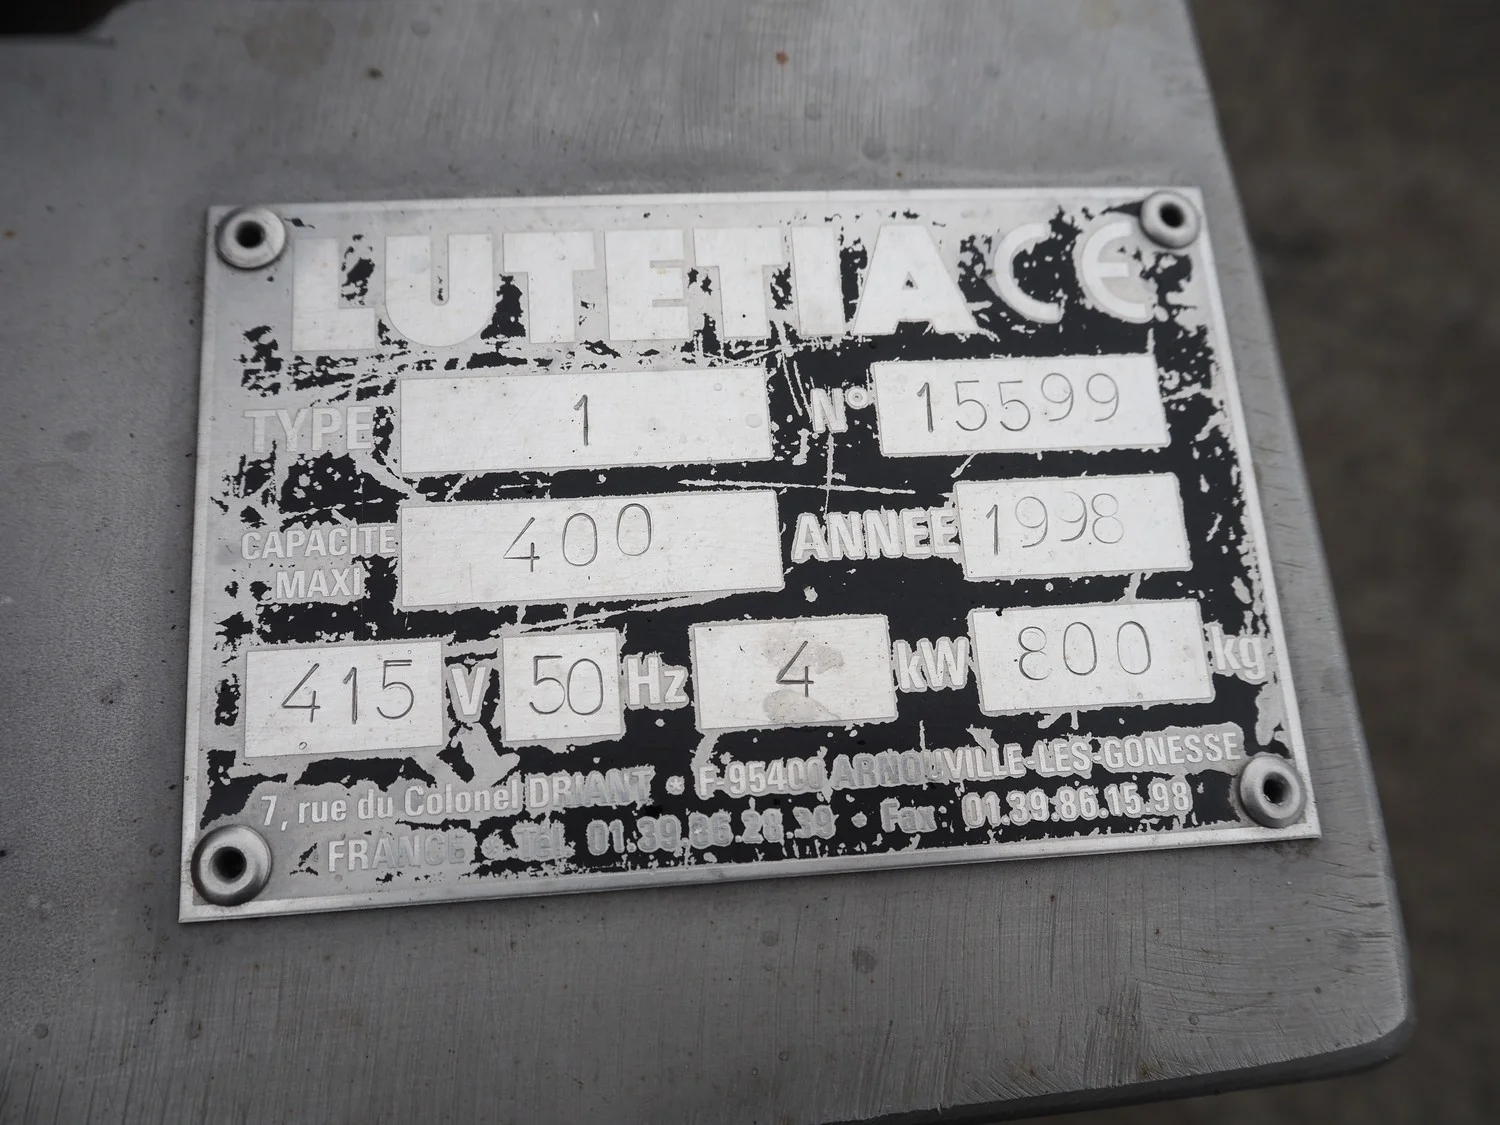 LUTETIA CE
TYPE 1 N° 15599
CAPACITE MAXI 400 ANNEE 1998
415 V 50 Hz 4 kW 800 kg
7, rue du Colonel DRIANT • F-95400 ARNOUVILLE-LES-GONESSE
FRANCE • Tél. 01.39.86.28.39 • Fax 01.39.86.15.98